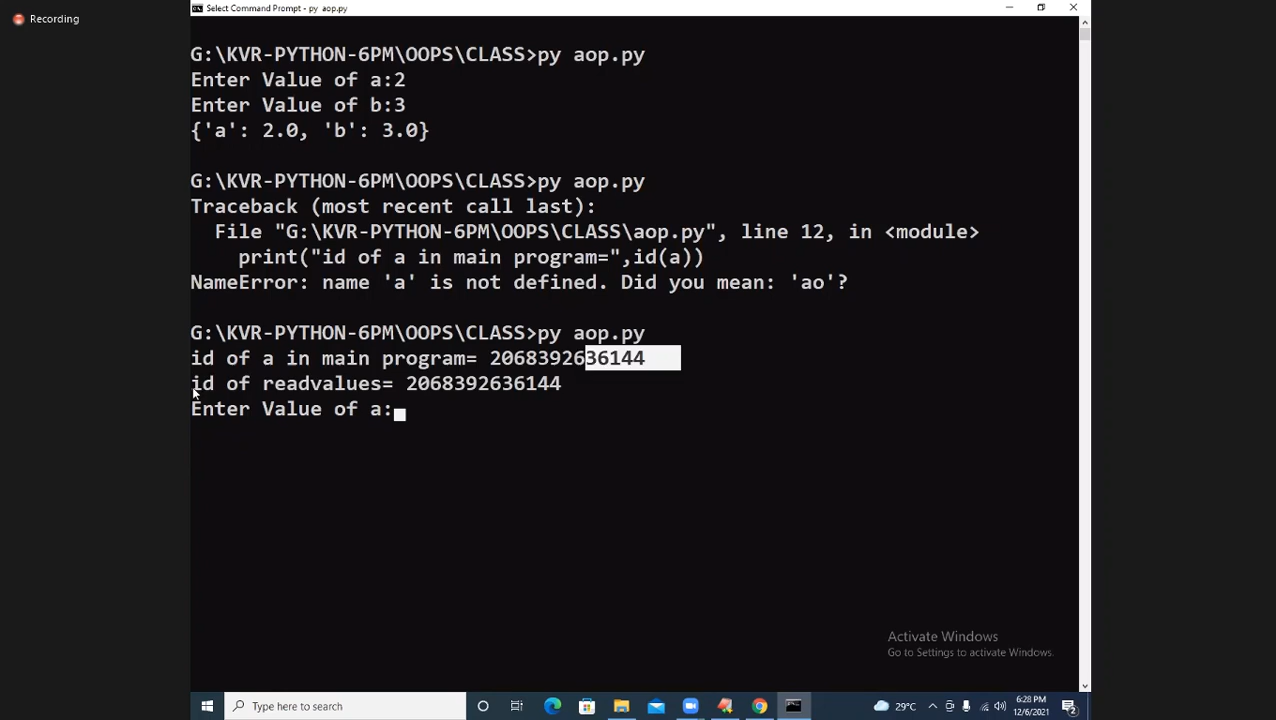 Recording
Select Command Prompt - py aop.py
G:\KVR-PYTHON-6PM\OOPS\CLASS>py aop.py
Enter Value of a:2
Enter Value of b:3
{'a': 2.0, 'b': 3.0}
G:\KVR-PYTHON-6PM\OOPS\CLASS>py aop.py
Traceback (most recent call last):
  File "G:\KVR-PYTHON-6PM\OOPS\CLASS\aop.py", line 12, in <module>
    print("id of a in main program=",id(a))
NameError: name 'a' is not defined. Did you mean: 'ao'?
G:\KVR-PYTHON-6PM\OOPS\CLASS>py aop.py
id of a in main program= 2068392636144
id of readvalues= 2068392636144
Enter Value of a:
Activate Windows
Go to Settings to activate Windows.
Type here to search
29°C
6:28 PM
12/6/2021
2